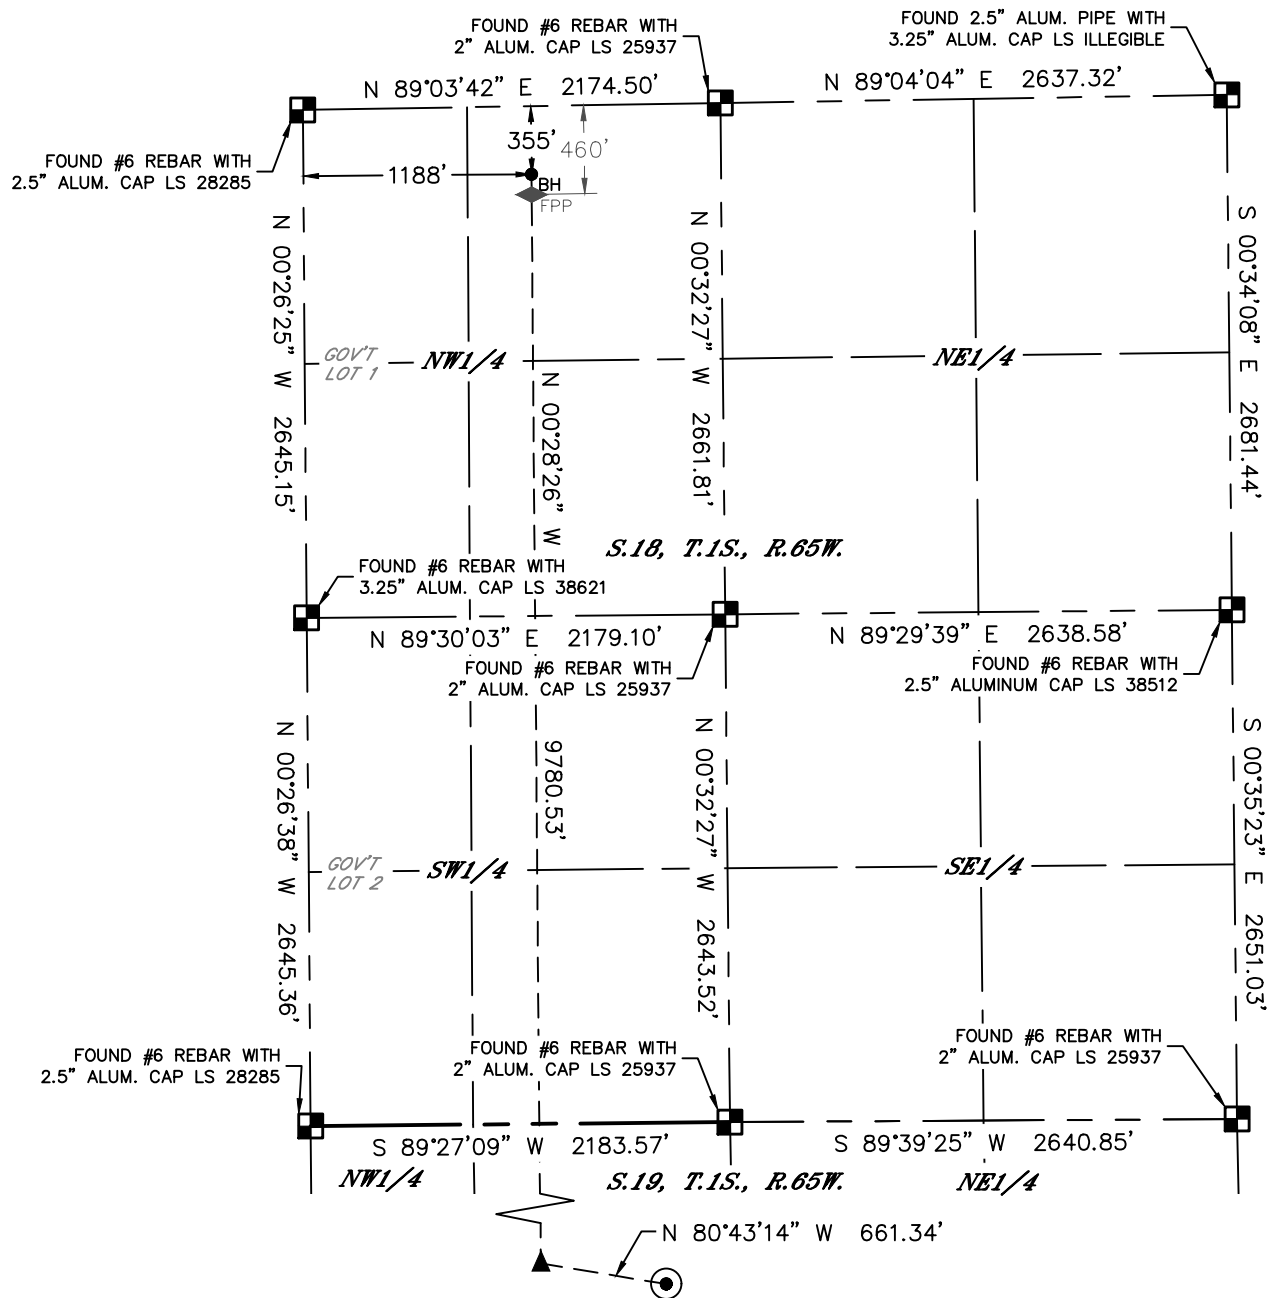 FOUND #6 REBAR WITH
2" ALUM. CAP LS 25937
FOUND 2.5" ALUM. PIPE WITH
3.25" ALUM. CAP LS ILLEGIBLE
N 89°03'42" E 2174.50'
N 89°04'04" E 2637.32'
FOUND #6 REBAR WITH
2.5" ALUM. CAP LS 28285
355'
460'
1188'
BH
FPP
N 00°26'25" W 2645.15'
N 00°32'27" W 2661.81'
S 00°34'08" E 2681.44'
GOV'T
LOT 1
NW1/4
NE1/4
N 00°28'26" W 9780.53'
S.18, T.1S., R.65W.
FOUND #6 REBAR WITH
3.25" ALUM. CAP LS 38621
N 89°30'03" E 2179.10'
N 89°29'39" E 2638.58'
FOUND #6 REBAR WITH
2" ALUM. CAP LS 25937
FOUND #6 REBAR WITH
2.5" ALUMINUM CAP LS 38512
N 00°26'38" W 2645.36'
N 00°32'27" W 2643.52'
S 00°35'23" E 2651.03'
GOV'T
LOT 2
SW1/4
SE1/4
FOUND #6 REBAR WITH
2.5" ALUM. CAP LS 28285
FOUND #6 REBAR WITH
2" ALUM. CAP LS 25937
FOUND #6 REBAR WITH
2" ALUM. CAP LS 25937
S 89°27'09" W 2183.57'
S 89°39'25" W 2640.85'
NW1/4
S.19, T.1S., R.65W.
NE1/4
N 80°43'14" W 661.34'